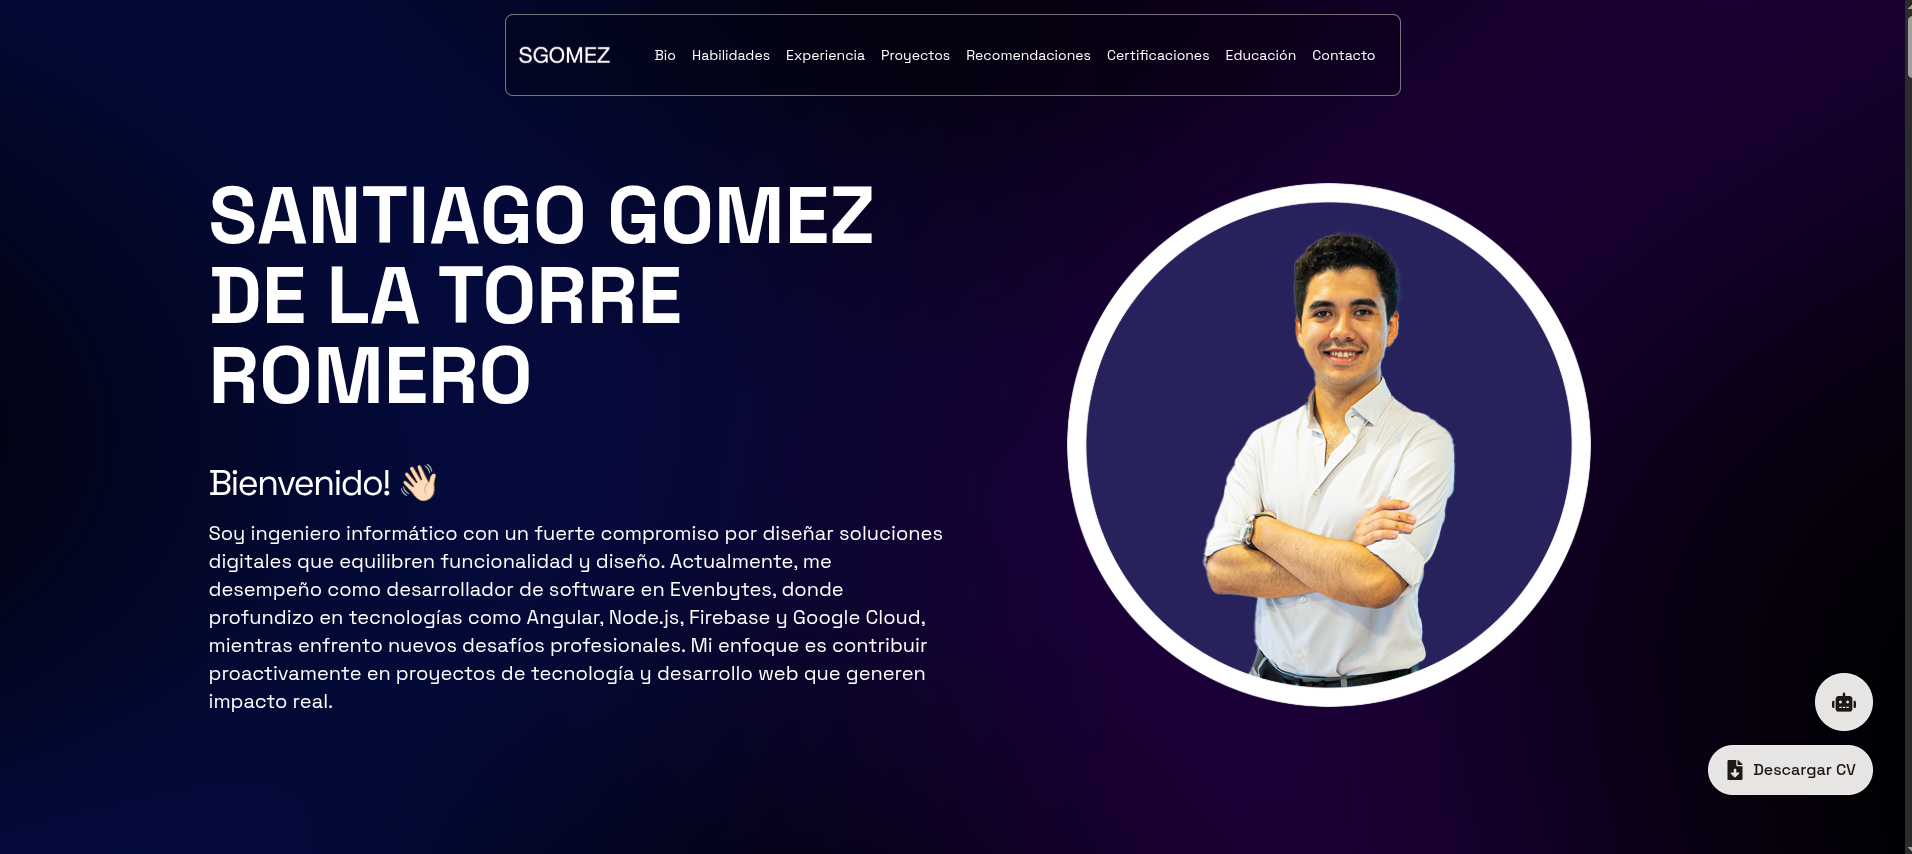 SGOMEZ Bio Habilidades Experiencia Proyectos Recomendaciones Certificaciones Educación Contacto
SANTIAGO GOMEZ
DE LA TORRE
ROMERO
Bienvenido! 👋🏻
Soy ingeniero informático con un fuerte compromiso por diseñar soluciones
digitales que equilibren funcionalidad y diseño. Actualmente, me
desempeño como desarrollador de software en Evenbytes, donde
profundizo en tecnologías como Angular, Node.js, Firebase y Google Cloud,
mientras enfrento nuevos desafíos profesionales. Mi enfoque es contribuir
proactivamente en proyectos de tecnología y desarrollo web que generen
impacto real.
Descargar CV